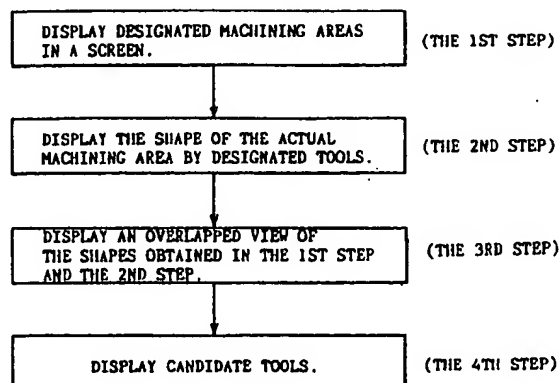 DISPLAY DESIGNATED MACHINING AREAS
IN A SCREEN.
(THE 1ST STEP)
DISPLAY THE SHAPE OF THE ACTUAL
MACHINING AREA BY DESIGNATED TOOLS.
(THE 2ND STEP)
DISPLAY AN OVERLAPPED VIEW OF
THE SHAPES OBTAINED IN THE 1ST STEP
AND THE 2ND STEP.
(THE 3RD STEP)
DISPLAY CANDIDATE TOOLS.
(THE 4TH STEP)